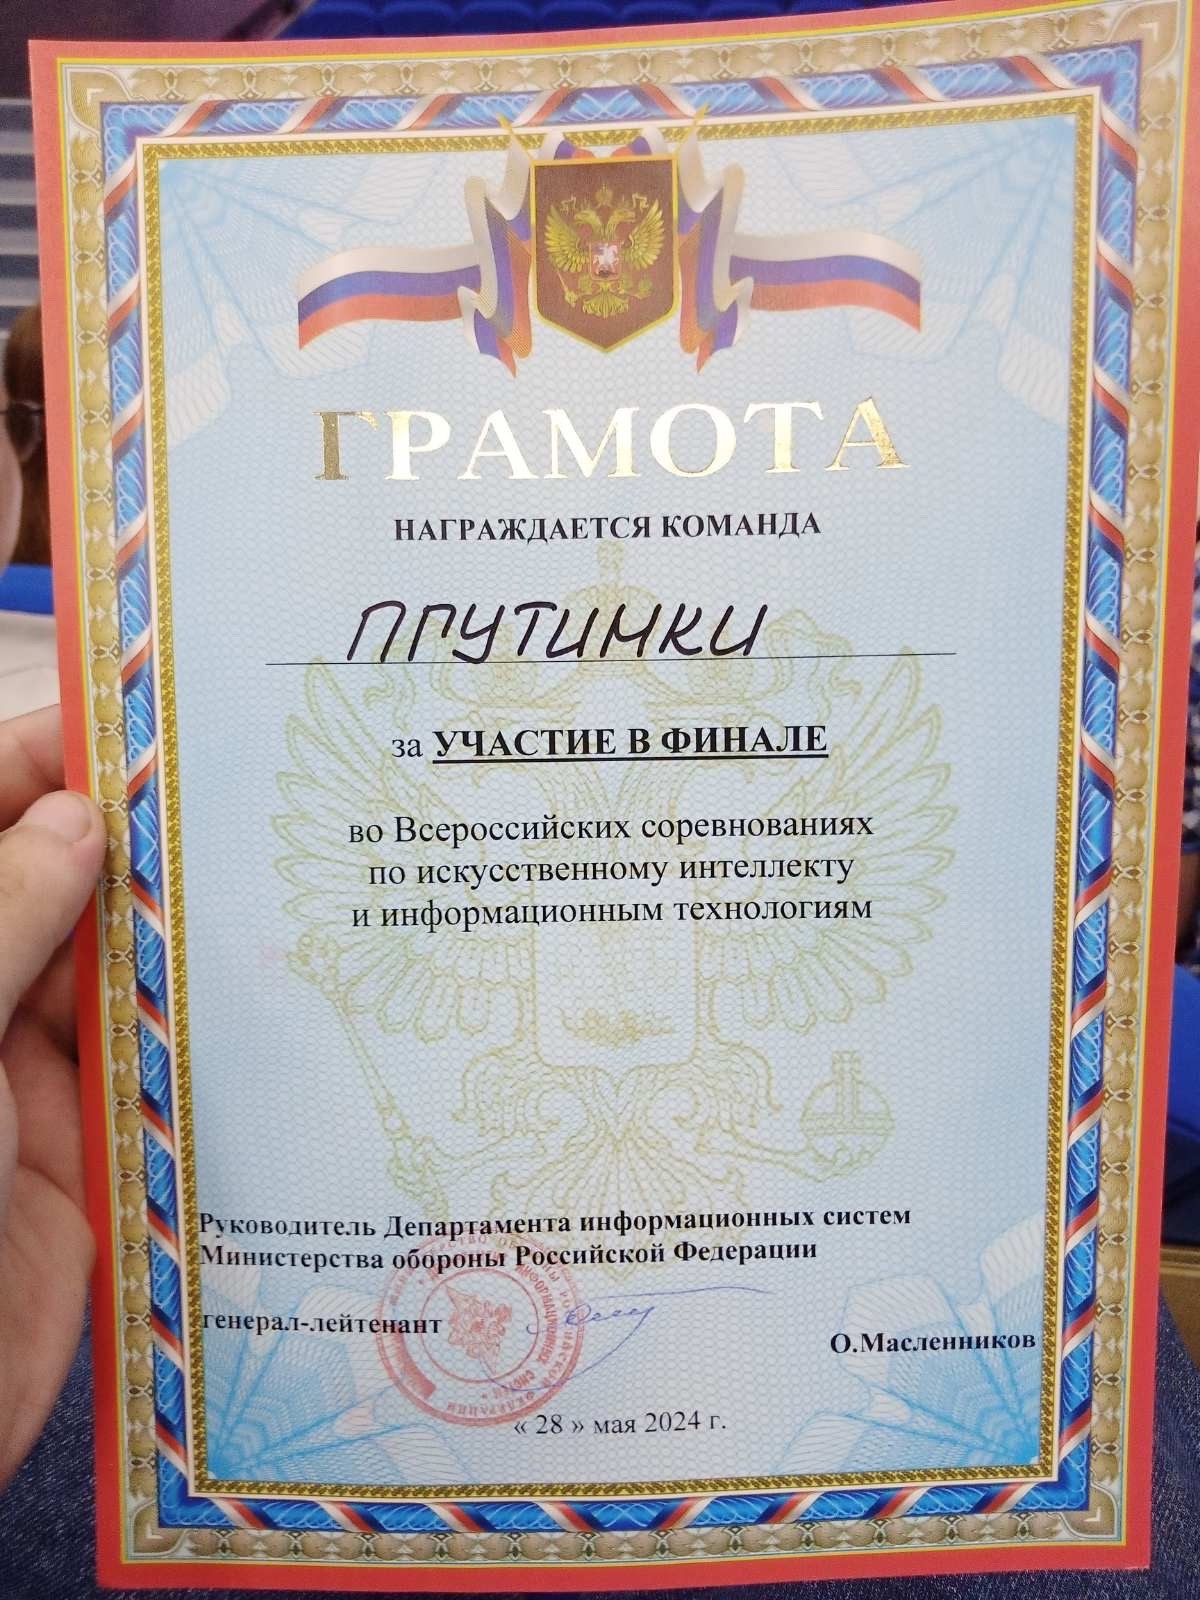 ГРАМОТА
НАГРАЖДАЕТСЯ КОМАНДА
ПГУТИНКИ
за УЧАСТИЕ В ФИНАЛЕ
во Всероссийских соревнованиях
по искусственному интеллекту
и информационным технологиям
Руководитель Департамента информационных систем
Министерства обороны Российской Федерации
генерал-лейтенант
О.Масленников
« 28 » мая 2024 г.